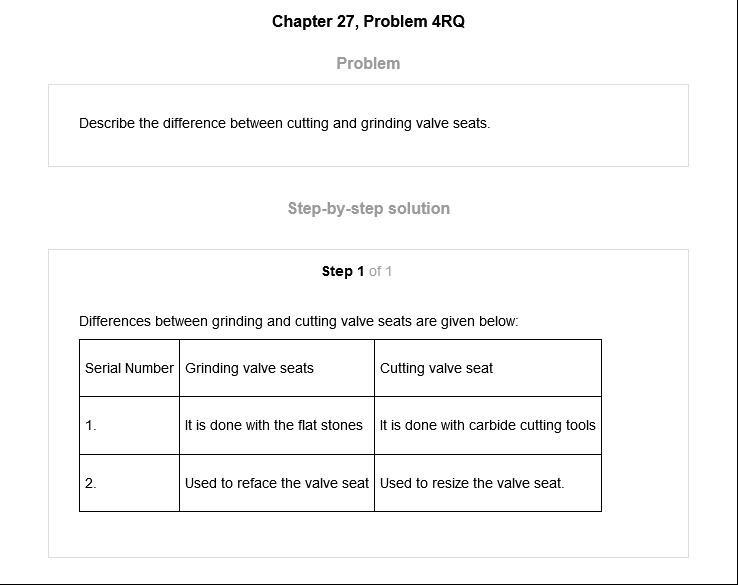 Chapter 27, Problem 4RQ
Problem
Describe the difference between cutting and grinding valve seats.
Step-by-step solution
Step 1 of 1
Differences between grinding and cutting valve seats are given below:
Serial Number Grinding valve seats Cutting valve seat
1. It is done with the flat stones It is done with carbide cutting tools
2. Used to reface the valve seat Used to resize the valve seat.